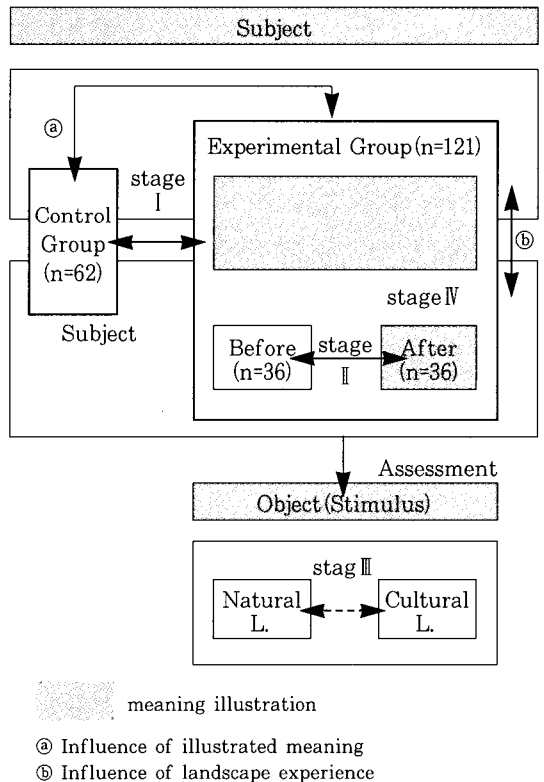 Subject
ⓐ
Experimental Group(n=121)
stage
Ⅰ
Control
Group
(n=62)
ⓑ
stage Ⅳ
Subject
Before
(n=36)
stage
Ⅱ
After
(n=36)
Assessment
Object(Stimulus)
stag Ⅲ
Natural
L.
Cultural
L.
meaning illustration
ⓐ Influence of illustrated meaning
ⓑ Influence of landscape experience